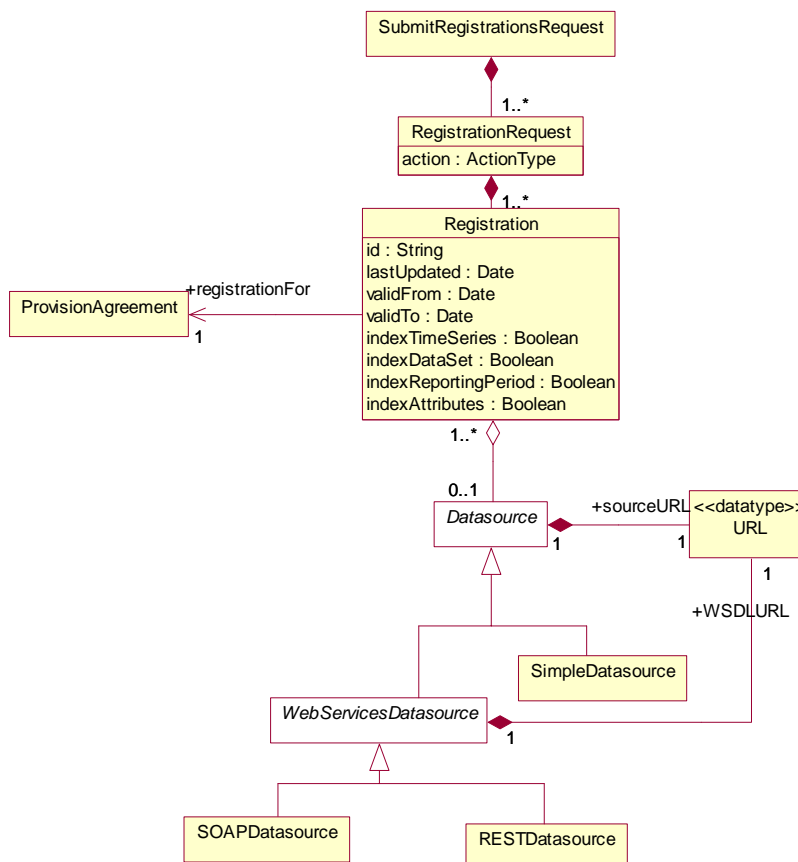 SubmitRegistrationsRequest
1..*
RegistrationRequest
action : ActionType
1..*
Registration
id : String
lastUpdated : Date
validFrom : Date
validTo : Date
indexTimeSeries : Boolean
indexDataSet : Boolean
indexReportingPeriod : Boolean
indexAttributes : Boolean
+registrationFor
ProvisionAgreement
1
1..*
0..1
Datasource
1
+sourceURL
1
<<datatype>>
URL
1
+WSDLURL
SimpleDatasource
WebServicesDatasource
1
SOAPDatasource
RESTDatasource